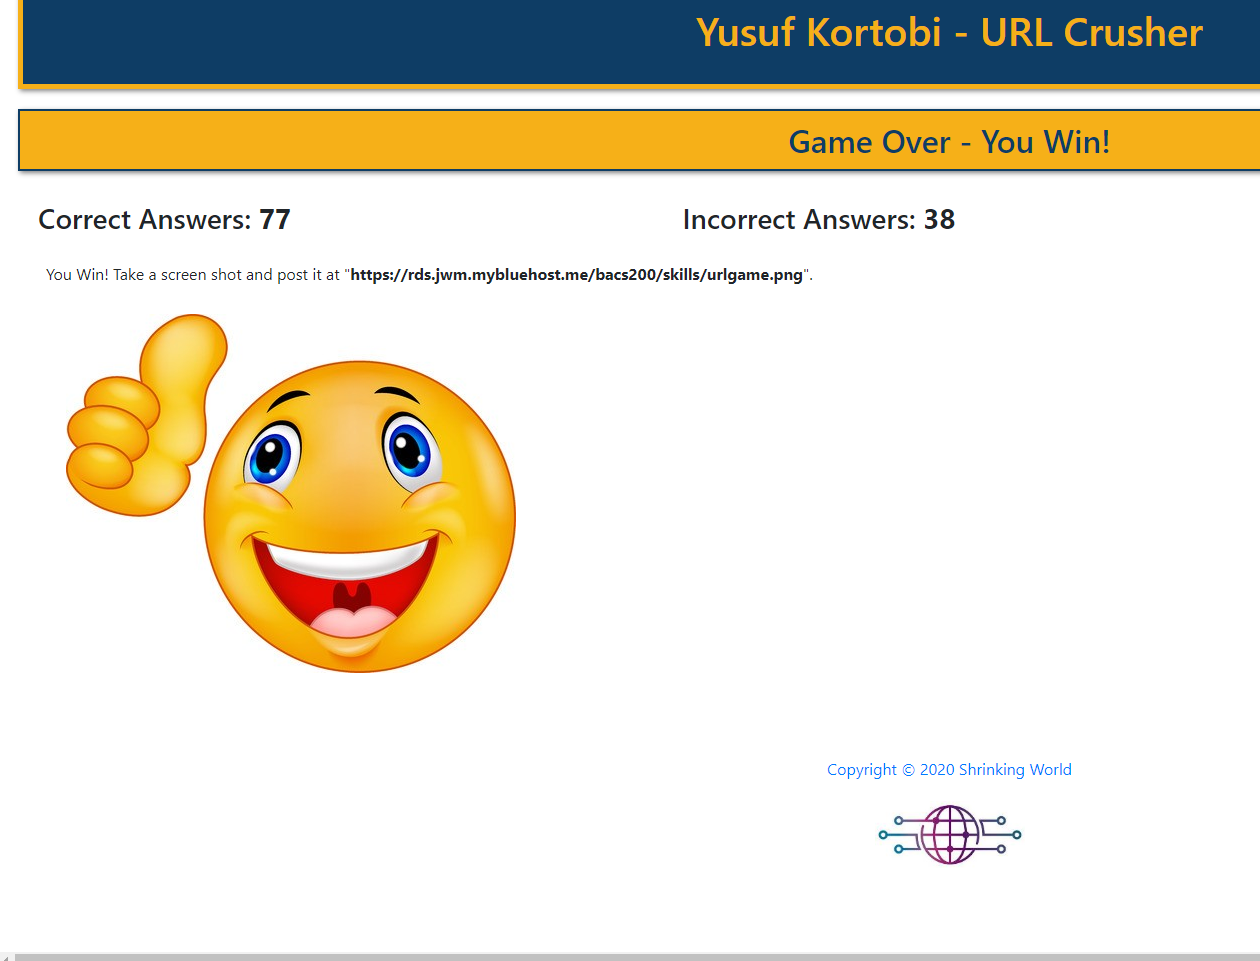 Yusuf Kortobi - URL Crusher
Game Over - You Win!
Correct Answers: 77
Incorrect Answers: 38
You Win! Take a screen shot and post it at "https://rds.jwm.mybluehost.me/bacs200/skills/urlgame.png".
Copyright © 2020 Shrinking World